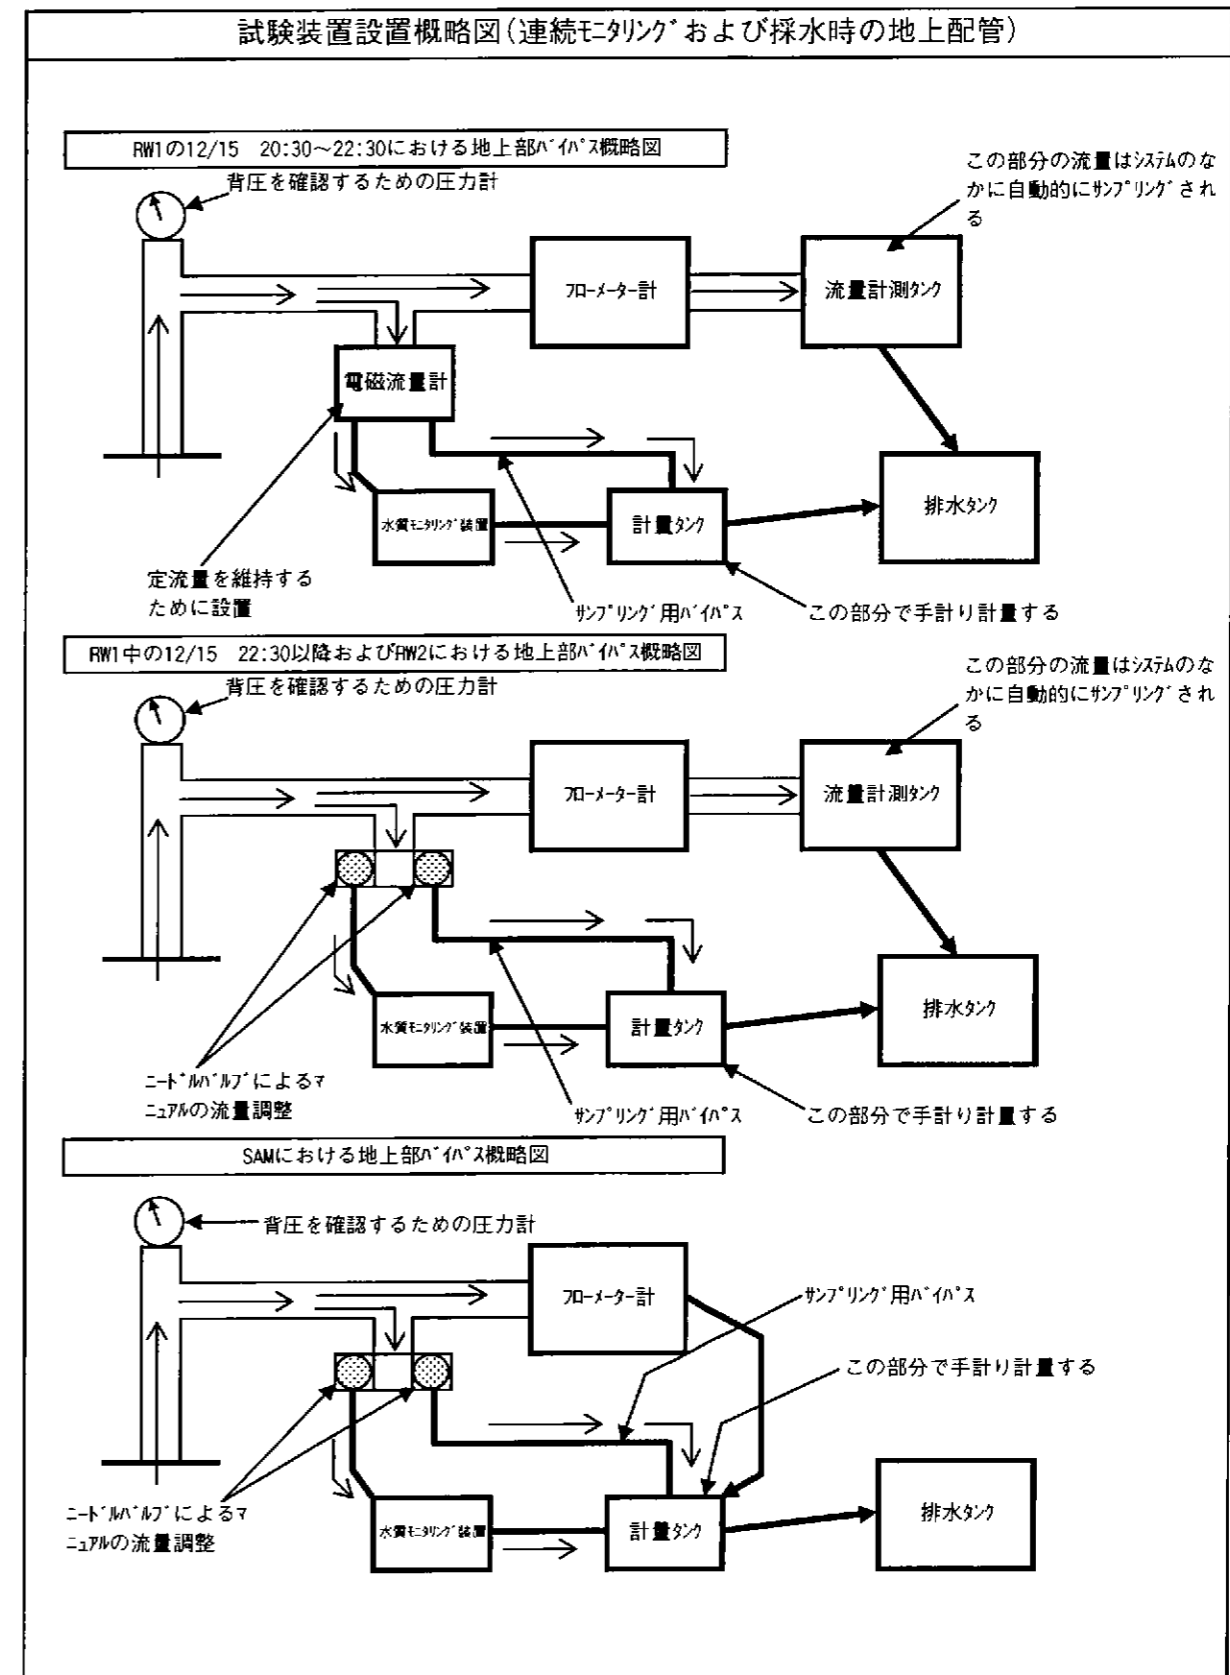 試験装置設置概略図(連続ﾓﾆﾀﾘﾝｸﾞおよび採水時の地上配管)
RW1の12/15 20:30～22:30における地上部ﾊﾞｲﾊﾟｽ概略図
背圧を確認するための圧力計
この部分の流量はｼｽﾃﾑのな
かに自動的にｻﾝﾌﾟﾘﾝｸﾞされ
る
ﾌﾛｰﾒｰﾀｰ計
流量計測ﾀﾝｸ
電磁流量計
水質ﾓﾆﾀﾘﾝｸﾞ装置
計量ﾀﾝｸ
排水ﾀﾝｸ
定流量を維持する
ために設置
ｻﾝﾌﾟﾘﾝｸﾞ用ﾊﾞｲﾊﾟｽ
この部分で手計り計量する
RW1中の12/15 22:30以降およびRW2における地上部ﾊﾞｲﾊﾟｽ概略図
背圧を確認するための圧力計
この部分の流量はｼｽﾃﾑのな
かに自動的にｻﾝﾌﾟﾘﾝｸﾞされ
る
ﾌﾛｰﾒｰﾀｰ計
流量計測ﾀﾝｸ
水質ﾓﾆﾀﾘﾝｸﾞ装置
計量ﾀﾝｸ
排水ﾀﾝｸ
ﾆｰﾄﾞﾙﾊﾞﾙﾌﾞによるﾏ
ﾆｭｱﾙの流量調整
ｻﾝﾌﾟﾘﾝｸﾞ用ﾊﾞｲﾊﾟｽ
この部分で手計り計量する
SAMにおける地上部ﾊﾞｲﾊﾟｽ概略図
背圧を確認するための圧力計
ﾌﾛｰﾒｰﾀｰ計
ｻﾝﾌﾟﾘﾝｸﾞ用ﾊﾞｲﾊﾟｽ
この部分で手計り計量する
ﾆｰﾄﾞﾙﾊﾞﾙﾌﾞによるﾏ
ﾆｭｱﾙの流量調整
水質ﾓﾆﾀﾘﾝｸﾞ装置
計量ﾀﾝｸ
排水ﾀﾝｸ